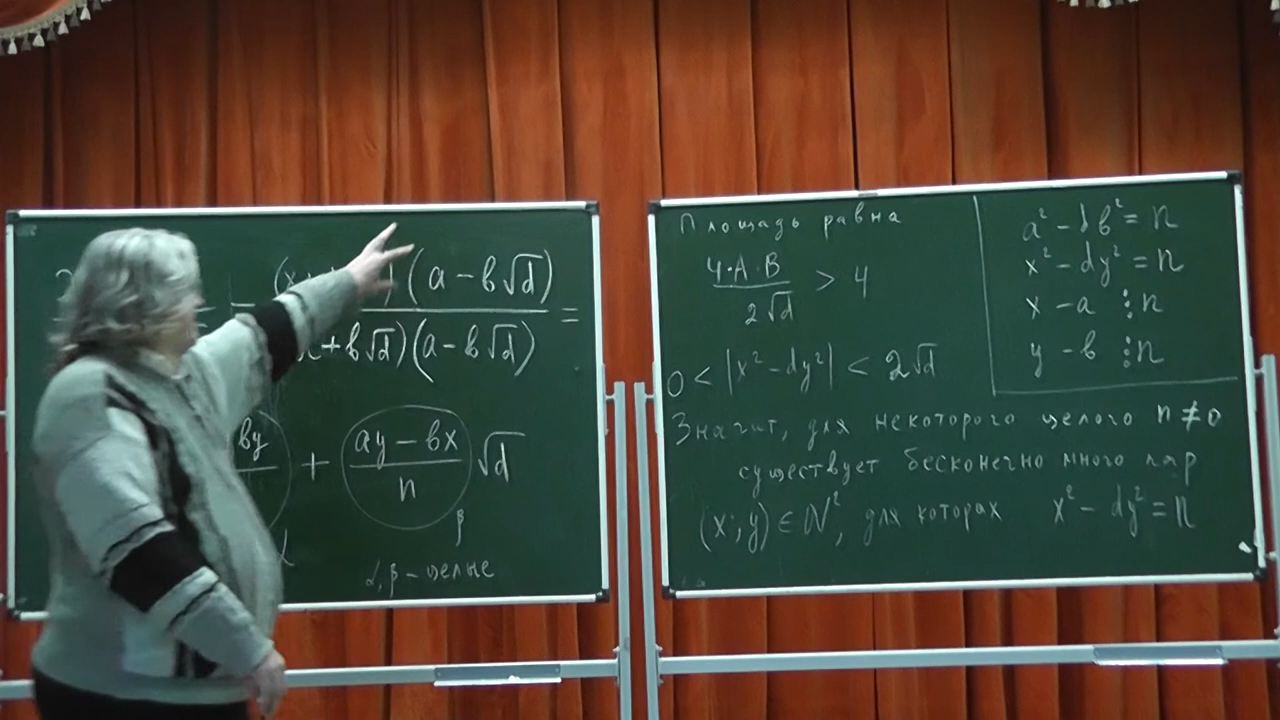 (a - b√d) =
a + b√d)(a - b√d)
by + (ay - bx)/n √d
β
α, β - целые
Площадь равна
4·A·B / 2√d > 4
0 < |x² - dy²| < 2√d
Значит, для некоторого целого n ≠ 0
существует бесконечно много пар
(x; y) ∈ ℕ², для которых x² - dy² = n
a² - db² = n
x² - dy² = n
x - a ⋮ n
y - b ⋮ n